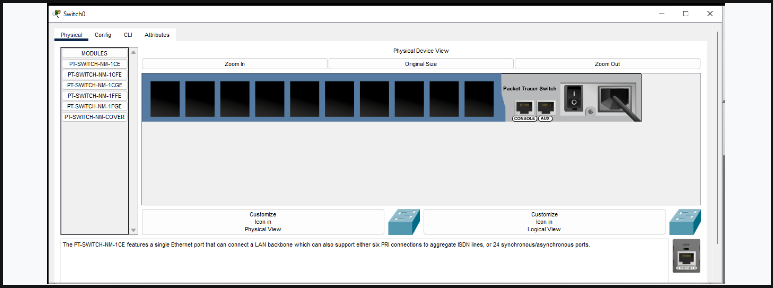 Switch0
Physical Config CLI Attributes
MODULES
PT-SWITCH-NM-1CE
PT-SWITCH-NM-1CFE
PT-SWITCH-NM-1CGE
PT-SWITCH-NM-1FFE
PT-SWITCH-NM-1FGE
PT-SWITCH-NM-COVER
Physical Device View
Zoom In Original Size Zoom Out
Packet Tracer Switch
CONSOLE AUX
Customize
Icon in
Physical View
Customize
Icon in
Logical View
The PT-SWITCH-NM-1CE features a single Ethernet port that can connect a LAN backbone which can also support either six PRI connections to aggregate ISDN lines, or 24 synchronous/asynchronous ports.